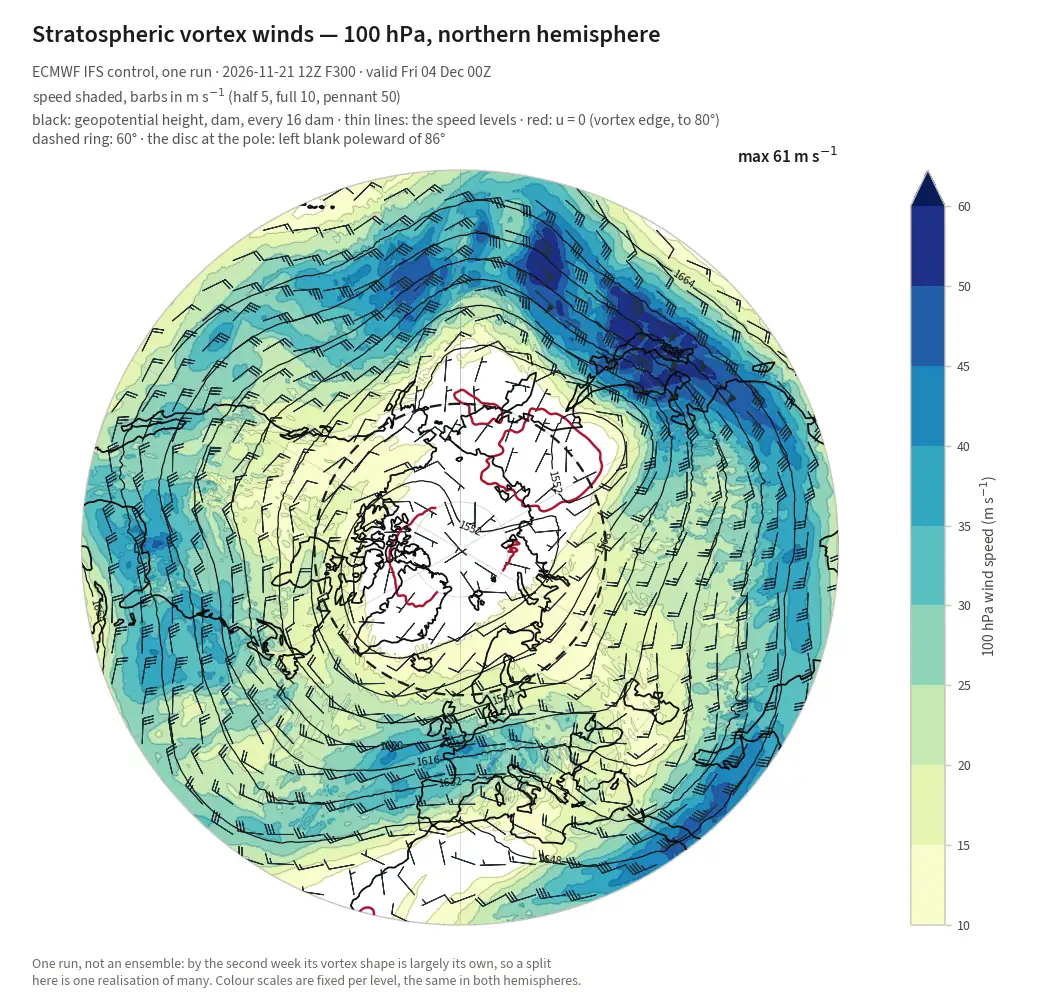 Stratospheric vortex winds — 100 hPa, northern hemisphere
ECMWF IFS control, one run · 2026-11-21 12Z F300 · valid Fri 04 Dec 00Z
speed shaded, barbs in m s⁻¹ (half 5, full 10, pennant 50)
black: geopotential height, dam, every 16 dam · thin lines: the speed levels · red: u = 0 (vortex edge, to 80°)
dashed ring: 60° · the disc at the pole: left blank poleward of 86°
max 61 m s⁻¹
60
50
45
40
35
30
25
20
15
10
100 hPa wind speed (m s⁻¹)
1664
1552
1616
1632
1648
One run, not an ensemble: by the second week its vortex shape is largely its own, so a split
here is one realisation of many. Colour scales are fixed per level, the same in both hemispheres.